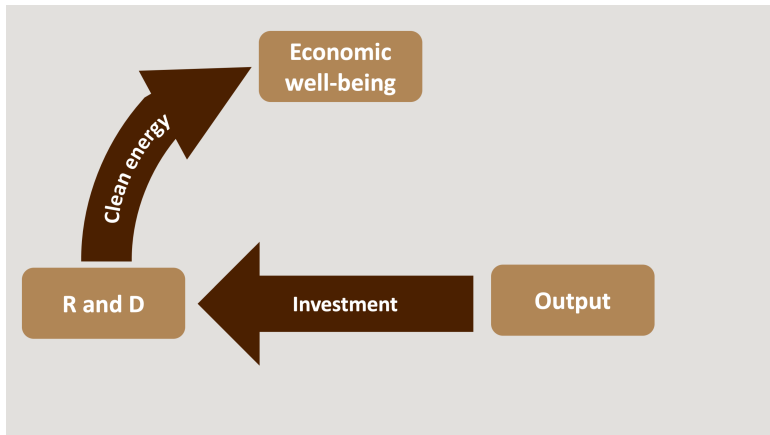 Economic
well-being
Clean energy
R and D
Investment
Output